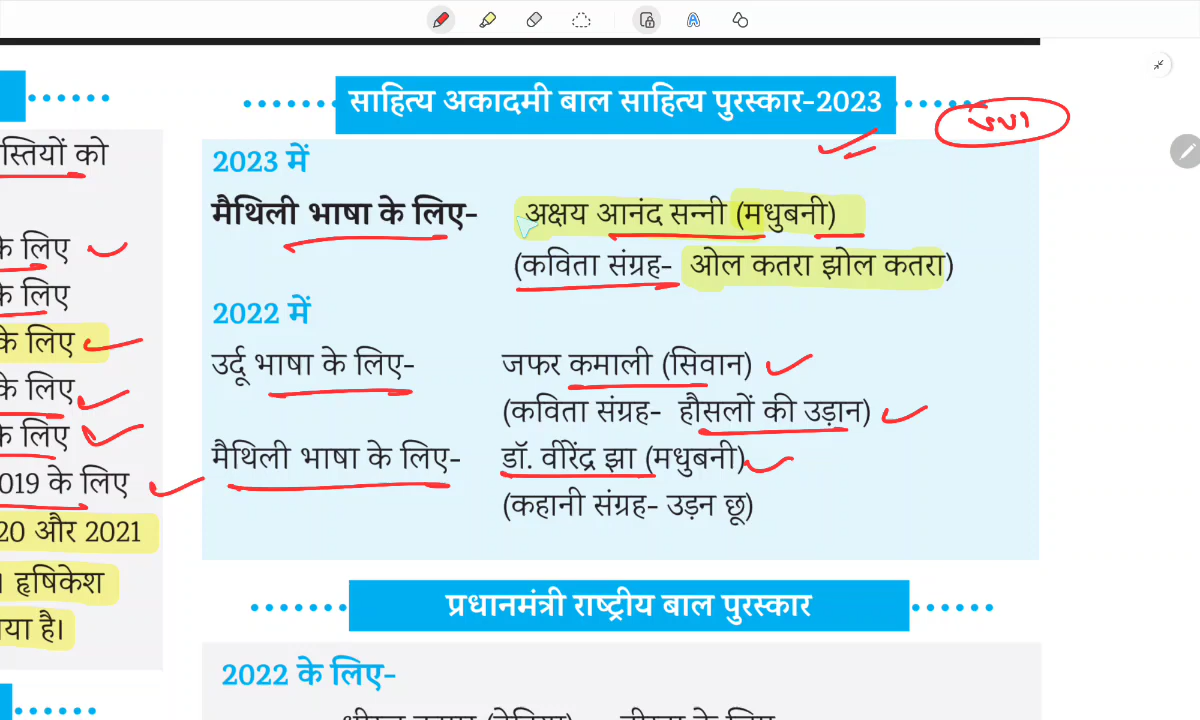 साहित्य अकादमी बाल साहित्य पुरस्कार-2023
स्तियों को
2023 में
मैथिली भाषा के लिए- अक्षय आनंद सन्नी (मधुबनी)
के लिए
(कविता संग्रह- ओल कतरा झोल कतरा)
के लिए
2022 में
के लिए
उर्दू भाषा के लिए- जफर कमाली (सिवान)
के लिए
(कविता संग्रह- हौसलों की उड़ान)
के लिए
मैथिली भाषा के लिए- डॉ. वीरेंद्र झा (मधुबनी)
019 के लिए
(कहानी संग्रह- उड़न छू)
20 और 2021
। हृषिकेश
प्रधानमंत्री राष्ट्रीय बाल पुरस्कार
या है।
2022 के लिए-